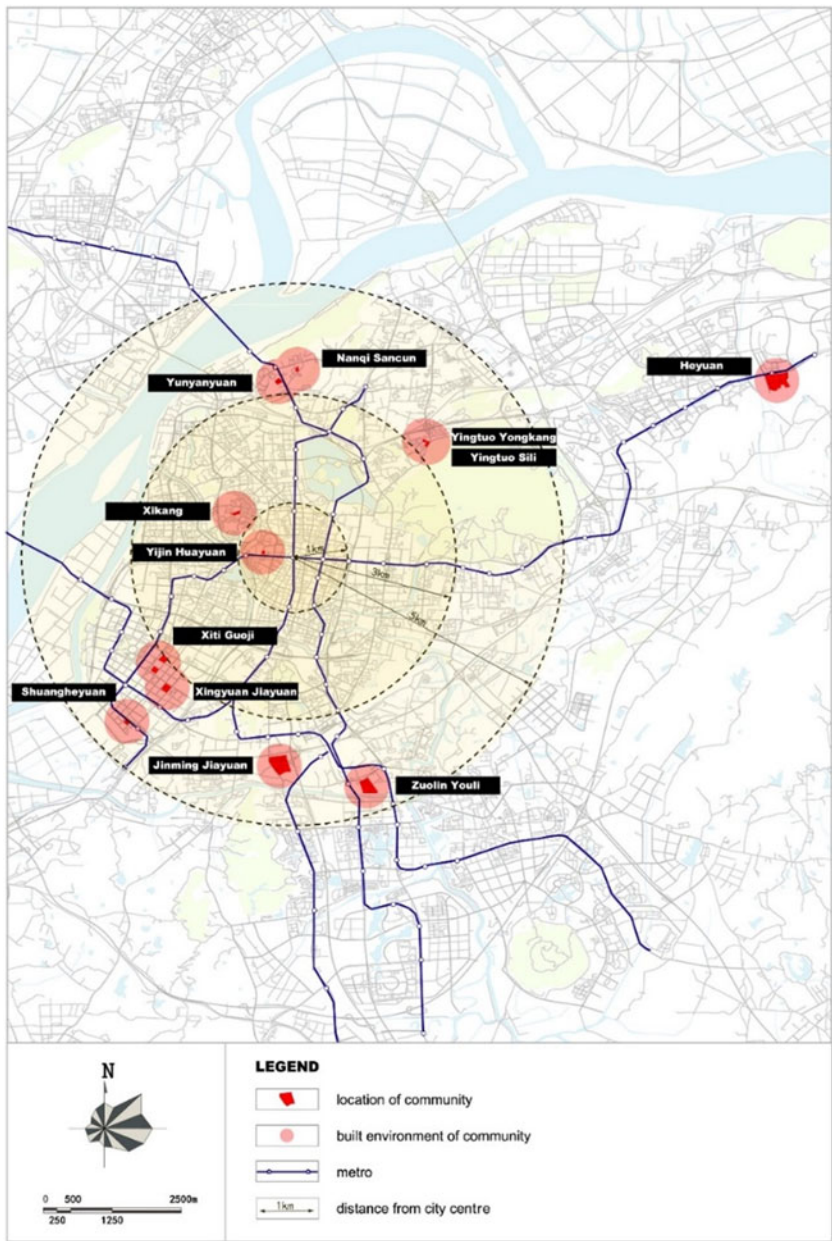 Nanqi Sancun
Yunyanyuan
Heyuan
Yingtuo Yongkang
Yingtuo Sili
Xikang
Yijin Huayuan
1km
3km
5km
Xiti Guoji
Shuangheyuan
Xingyuan Jiayuan
Jinming Jiayuan
Zuolin Youli
N
0 500 2500m
250 1250
LEGEND
location of community
built environment of community
metro
1km
distance from city centre